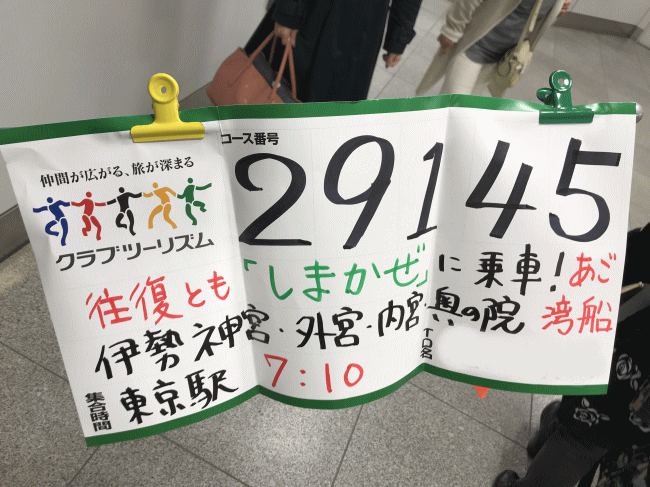 仲間が広がる、旅が深まる
クラブツーリズム
コース番号
29145
往復とも「しまかぜ」に乗車!あご
伊勢神宮・外宮・内宮・奥の院 湾船
TD名
集合時間
東京駅 7:10